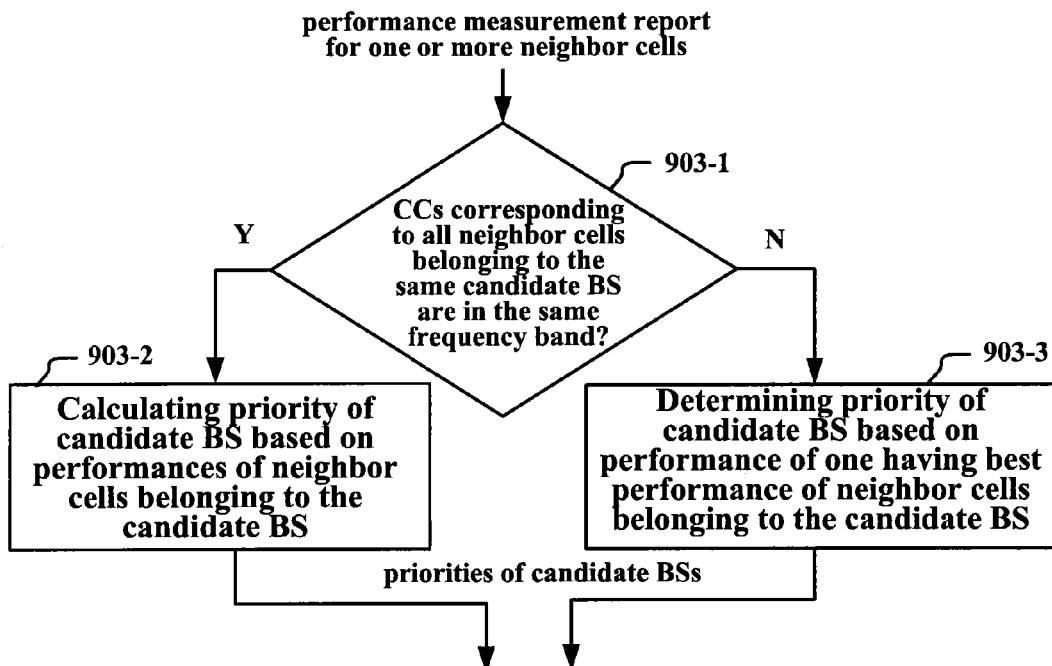 performance measurement report
for one or more neighbor cells
903-1
CCs corresponding
to all neighbor cells
belonging to the
same candidate BS
are in the same
frequency band?
Y
N
903-2
Calculating priority of
candidate BS based on
performances of neighbor
cells belonging to the
candidate BS
903-3
Determining priority of
candidate BS based on
performance of one having best
performance of neighbor cells
belonging to the candidate BS
priorities of candidate BSs